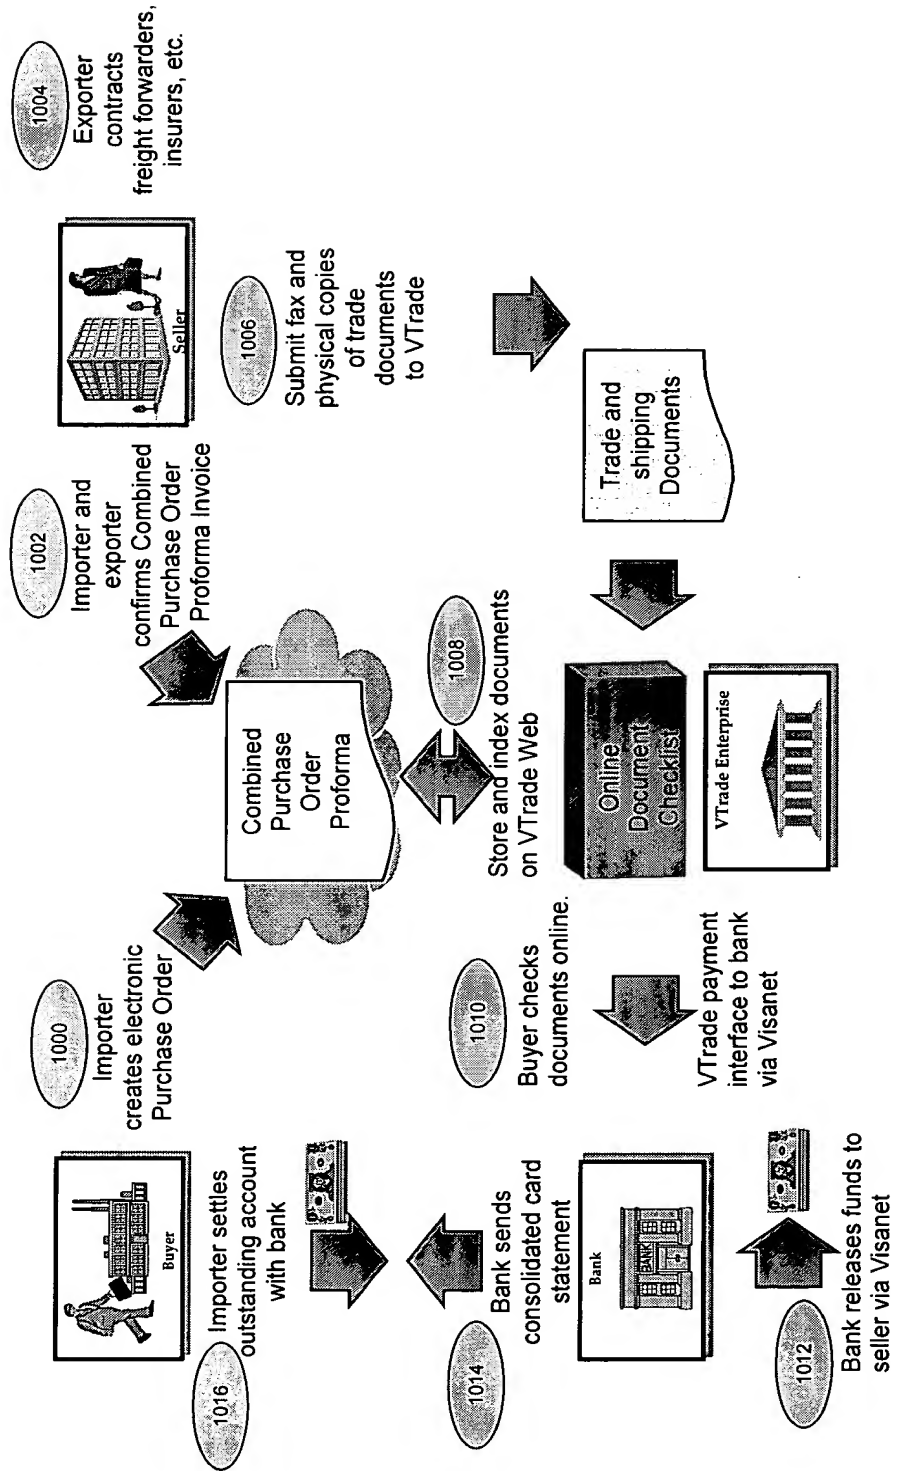 1000
Importer
creates electronic
Purchase Order
1002
Importer and
exporter
confirms Combined
Purchase Order
Proforma Invoice
1004
Exporter
contracts
freight forwarders,
insurers, etc.
Buyer
Seller
Combined
Purchase
Order
Proforma
1006
Submit fax and
physical copies
of trade
documents
to VTrade
1016
Importer settles
outstanding account
with bank
1008
Store and index documents
on VTrade Web
1010
Buyer checks
documents online.
1014
Bank sends
consolidated card
statement
Online
Document
Checklist
Trade and
shipping
Documents
Bank
BANK
VTrade payment
interface to bank
via Visanet
VTrade Enterprise
1012
Bank releases funds to
seller via Visanet